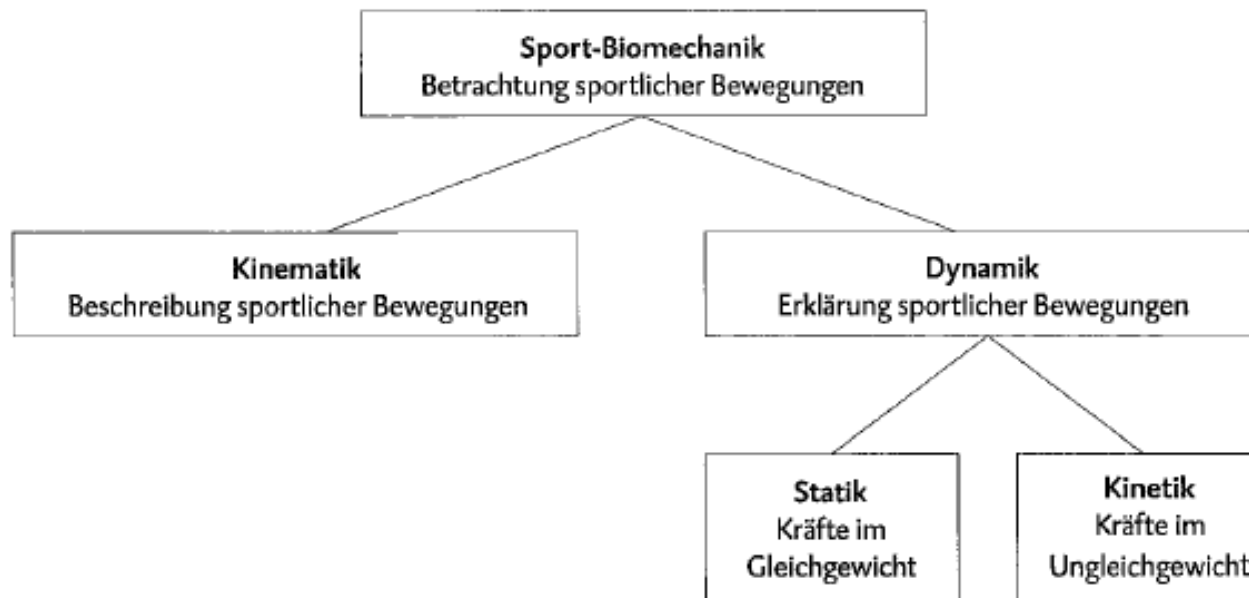 Sport-Biomechanik
Betrachtung sportlicher Bewegungen
Kinematik
Beschreibung sportlicher Bewegungen
Dynamik
Erklärung sportlicher Bewegungen
Statik
Kräfte im
Gleichgewicht
Kinetik
Kräfte im
Ungleichgewicht